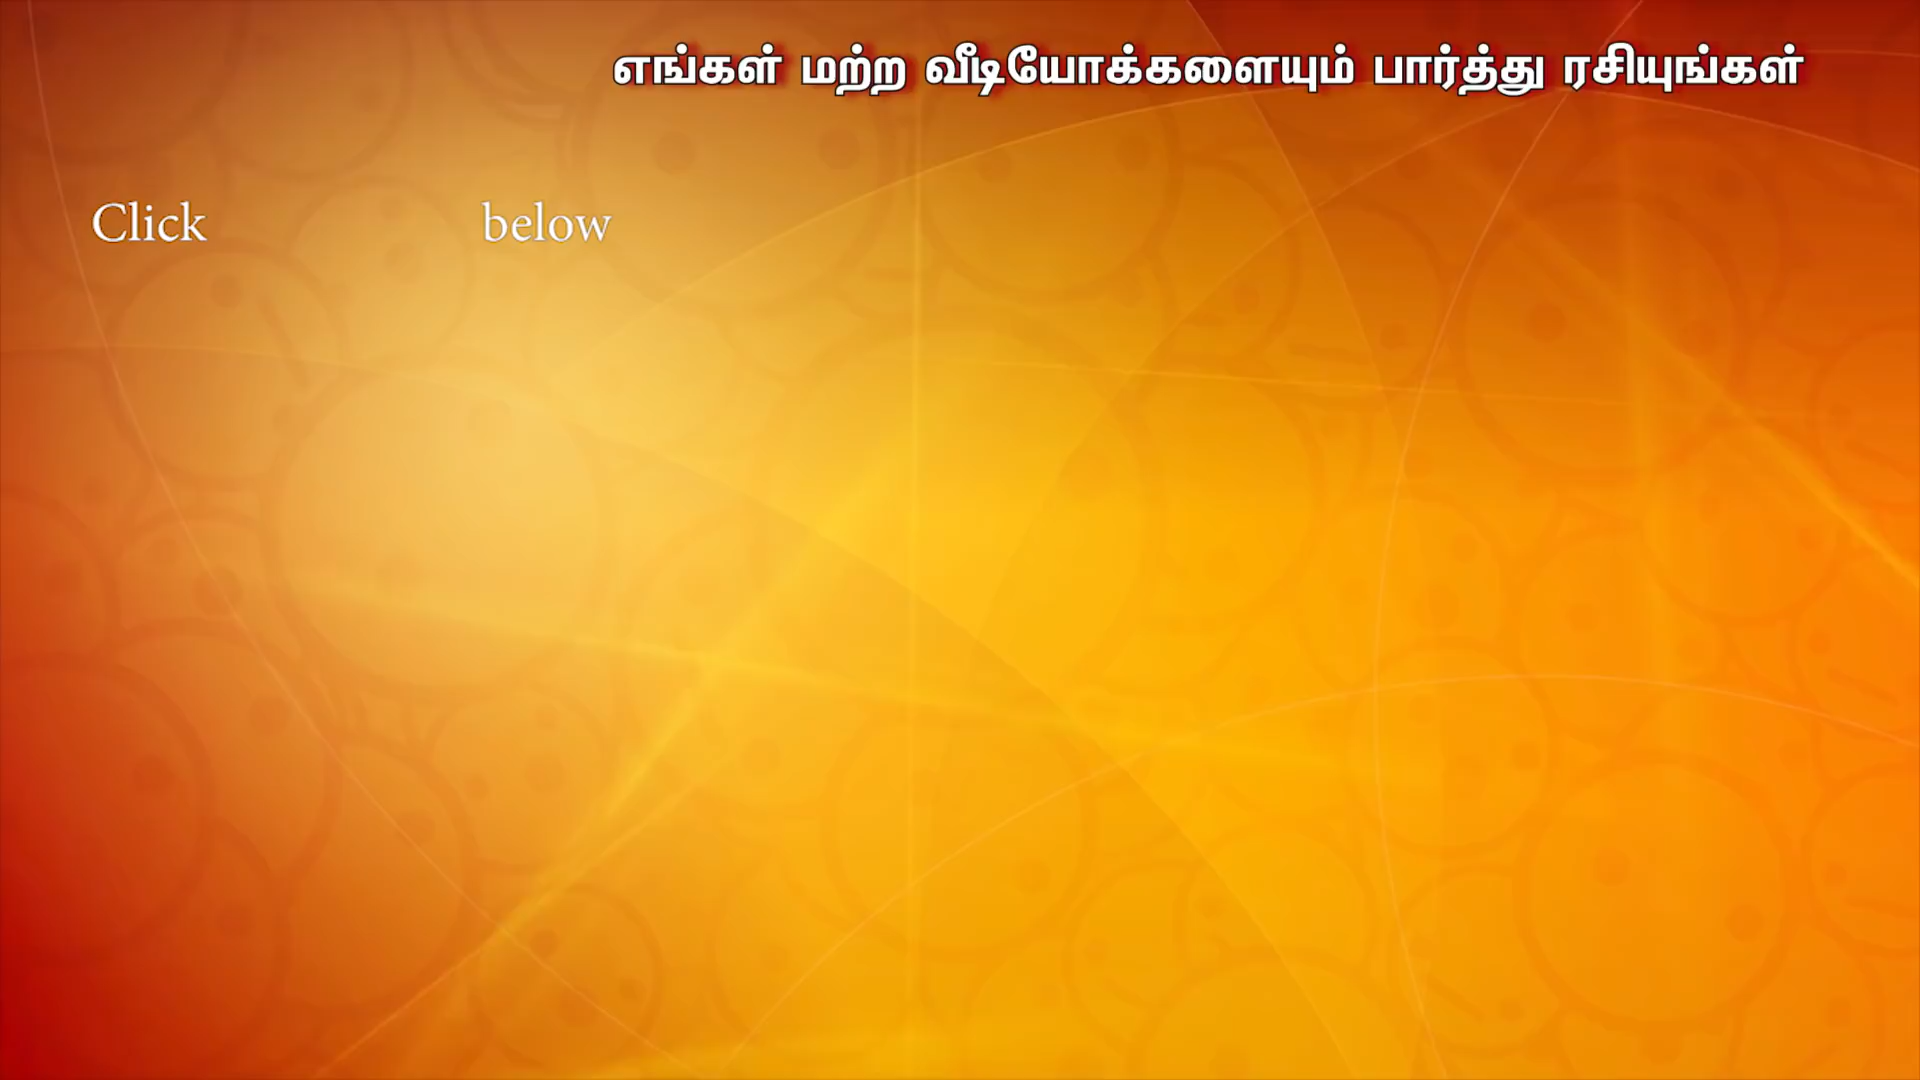 எங்கள் மற்ற வீடியோக்களையும் பார்த்து ரசியுங்கள்
Click below